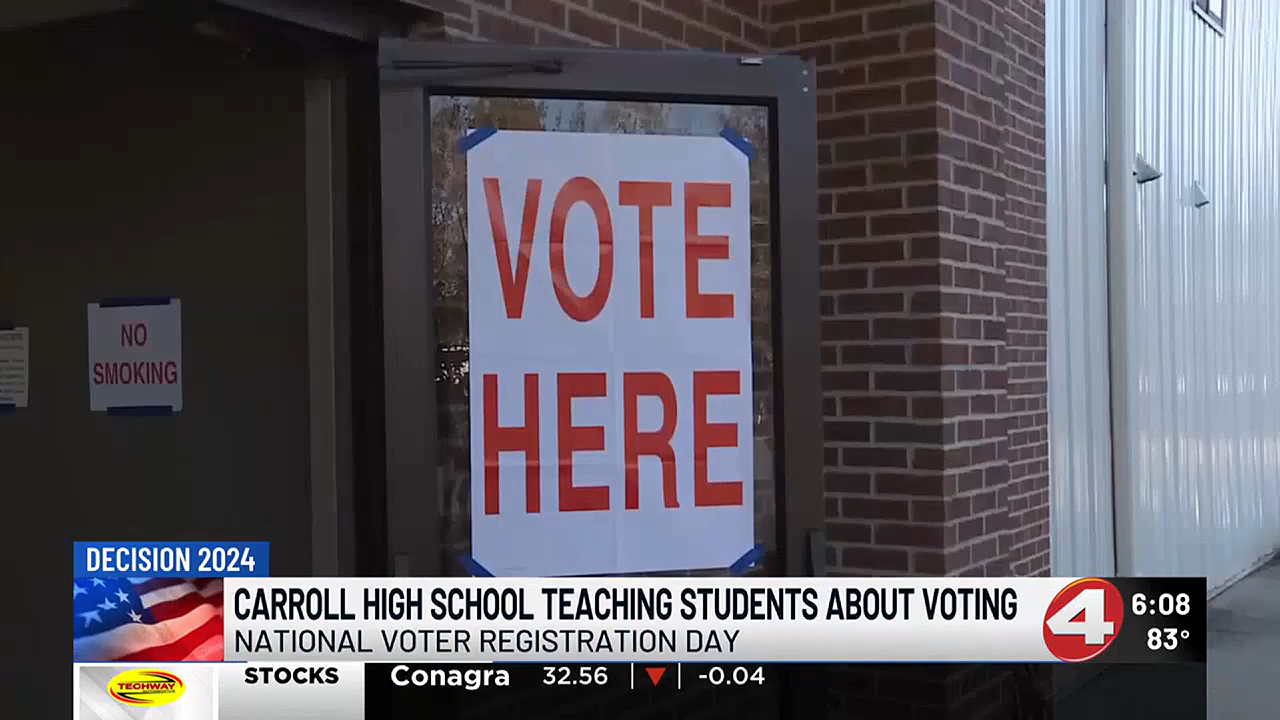 VOTE
HERE
NO
SMOKING
DECISION 2024
CARROLL HIGH SCHOOL TEACHING STUDENTS ABOUT VOTING
NATIONAL VOTER REGISTRATION DAY
4
6:08
83°
TECHWAY
STOCKS
Conagra 32.56 -0.04